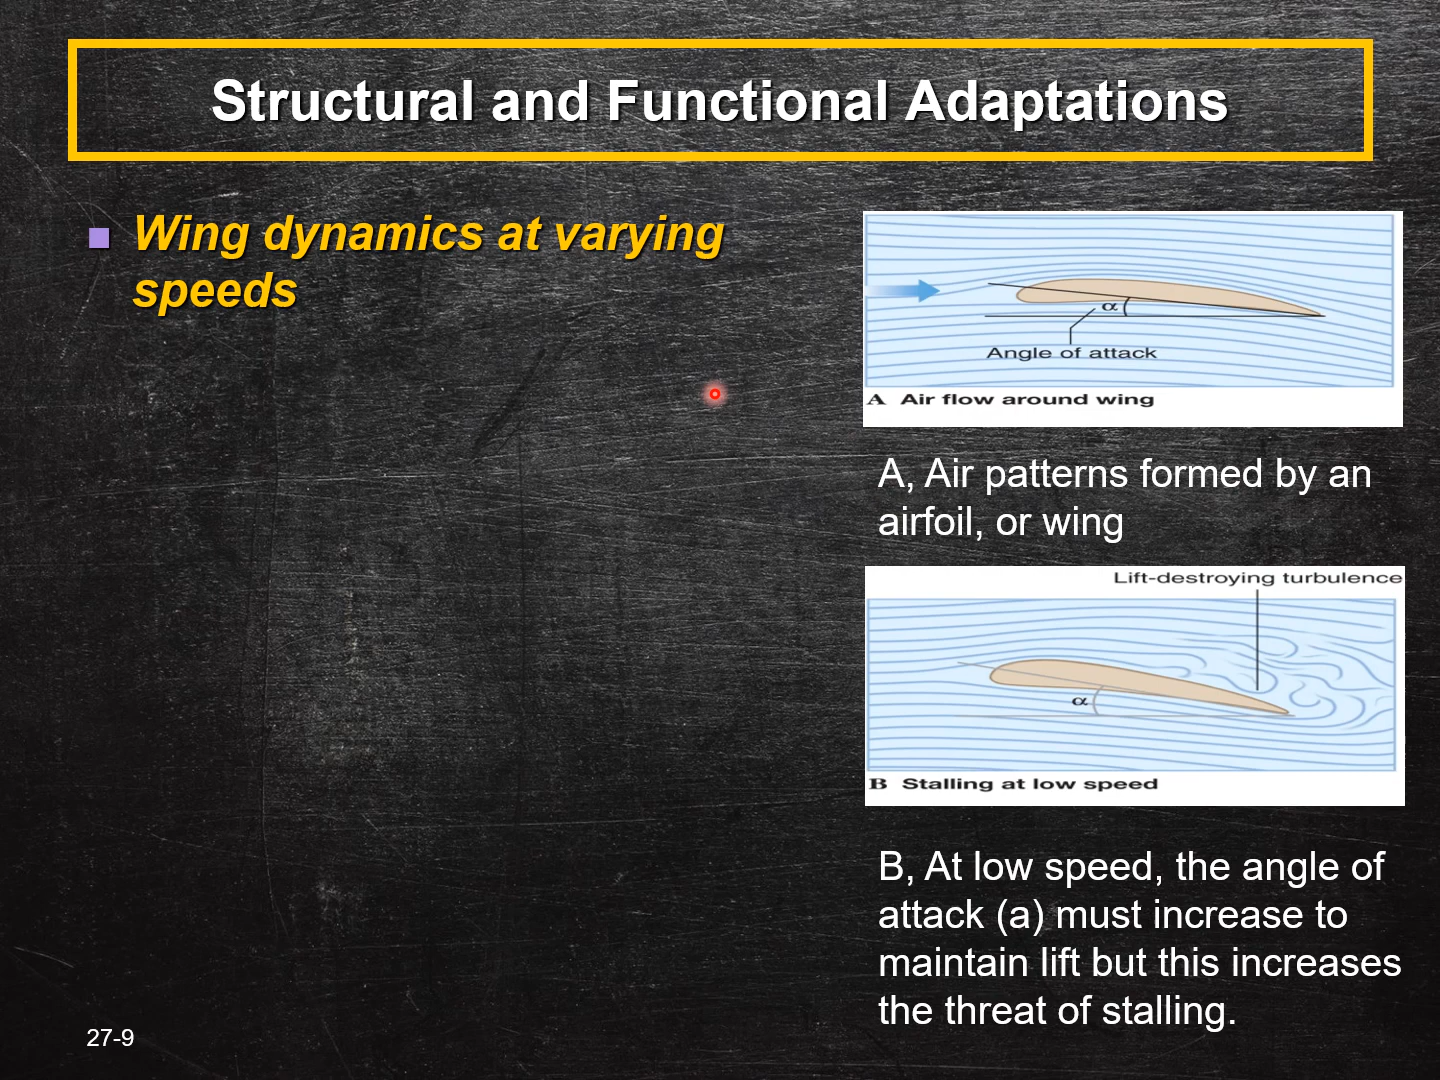 Structural and Functional Adaptations
Wing dynamics at varying
speeds
α
Angle of attack
A Air flow around wing
A, Air patterns formed by an
airfoil, or wing
Lift-destroying turbulence
α
B Stalling at low speed
B, At low speed, the angle of
attack (a) must increase to
maintain lift but this increases
the threat of stalling.
27-9